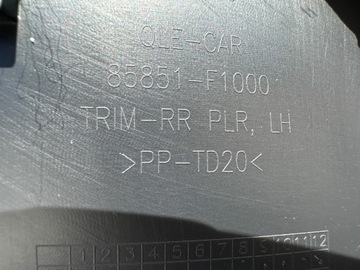 QLE-CAR
85851-F1000
TRIM-RR PLR, LH
>PP-TD20<
1 2 3 4 5 6 7 8 9 10 11 12